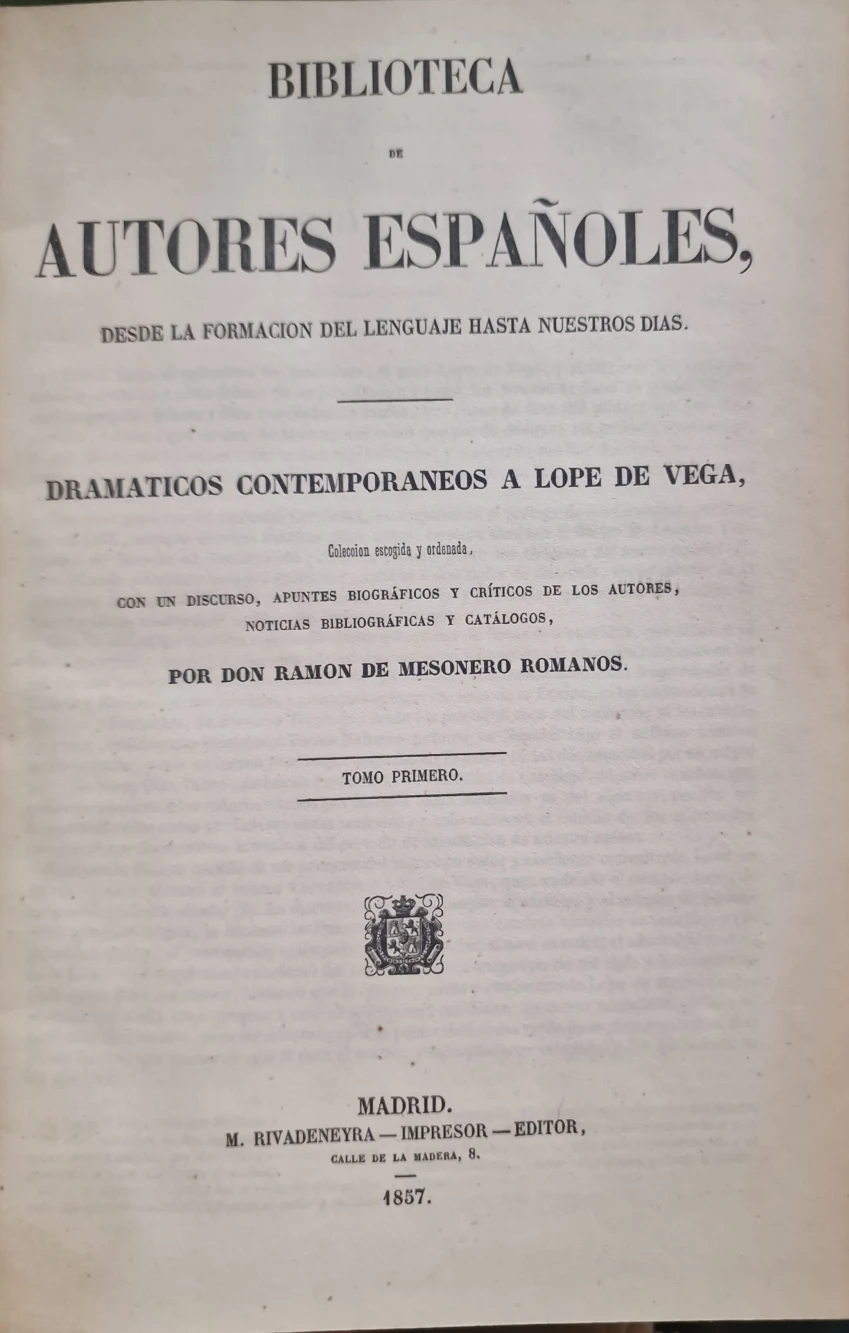 BIBLIOTECA
DE
AUTORES ESPAÑOLES,
DESDE LA FORMACION DEL LENGUAJE HASTA NUESTROS DIAS.
DRAMATICOS CONTEMPORANEOS A LOPE DE VEGA,
Coleccion escogida y ordenada,
CON UN DISCURSO, APUNTES BIOGRÁFICOS Y CRÍTICOS DE LOS AUTORES,
NOTICIAS BIBLIOGRÁFICAS Y CATÁLOGOS,
POR DON RAMON DE MESONERO ROMANOS.
TOMO PRIMERO.
MADRID.
M. RIVADENEYRA — IMPRESOR — EDITOR,
CALLE DE LA MADERA, 8.
1857.